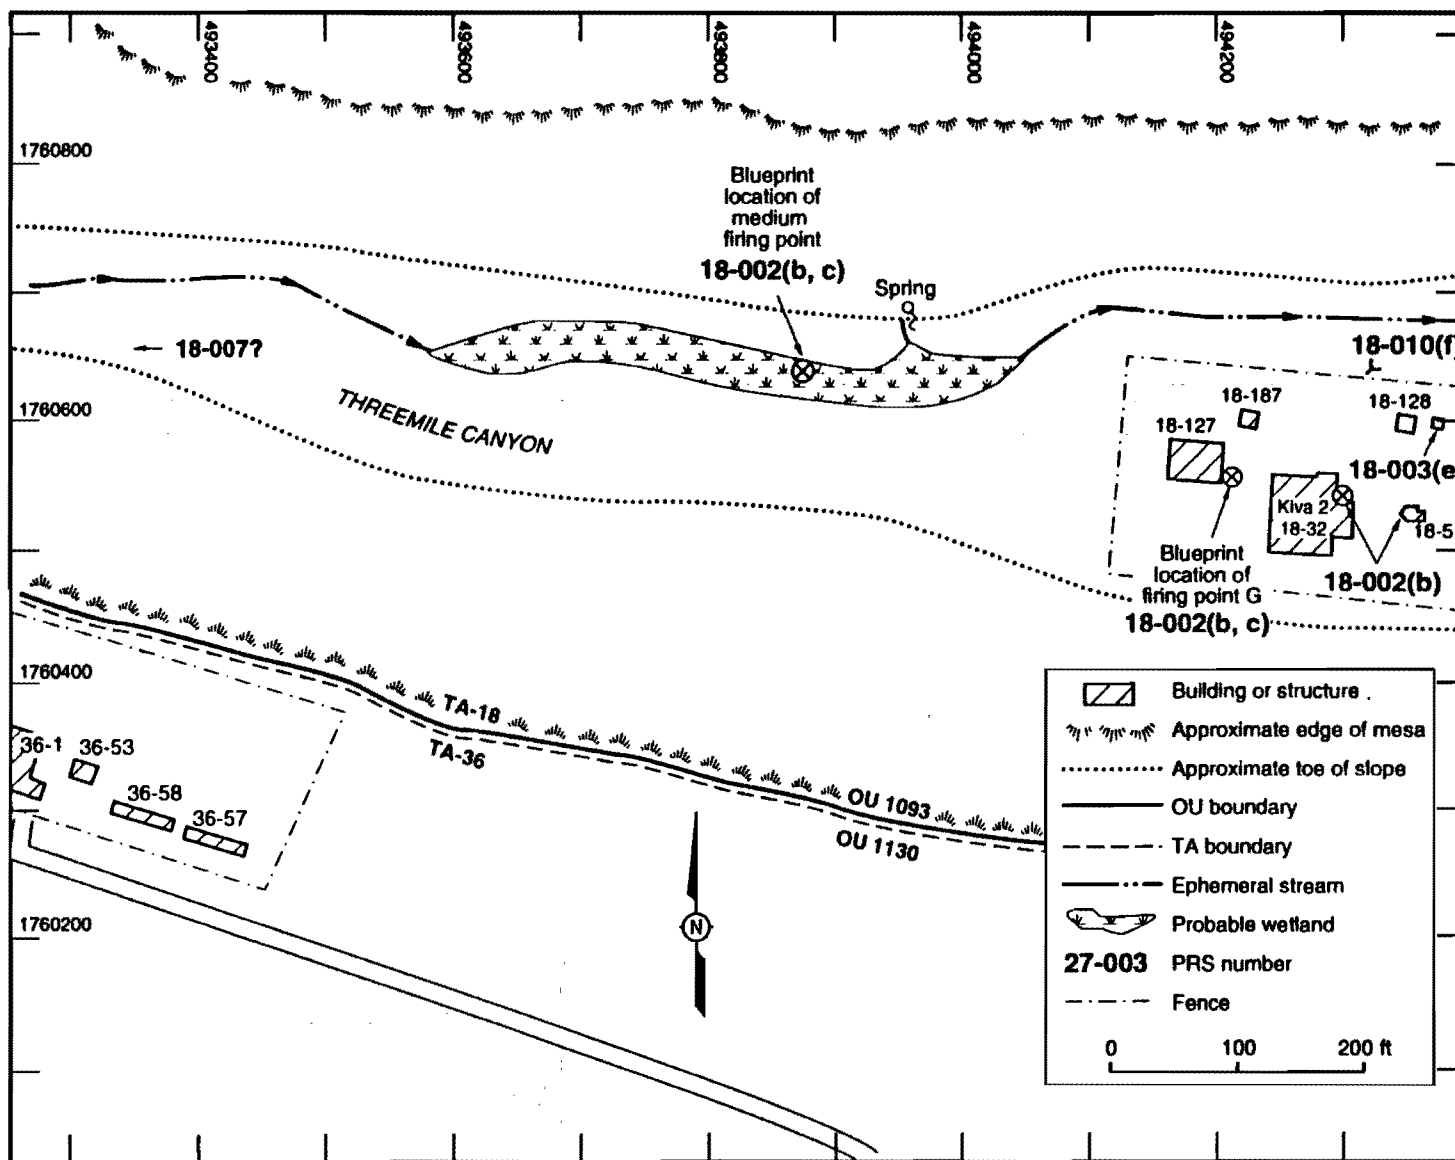 493400
493600
493800
494000
494200
1760800
Blueprint
location of
medium
firing point
18-002(b, c)
Spring
18-007?
18-010(f
1760600
THREEMILE CANYON
18-187
18-128
18-127
18-003(e
Kiva 2
18-32
18-5
Blueprint
location of
firing point G
18-002(b, c)
18-002(b)
1760400
TA-18
TA-36
36-1
36-53
36-58
36-57
OU 1093
OU 1130
1760200
N
Building or structure .
Approximate edge of mesa
Approximate toe of slope
OU boundary
TA boundary
Ephemeral stream
Probable wetland
27-003 PRS number
Fence
0 100 200 ft